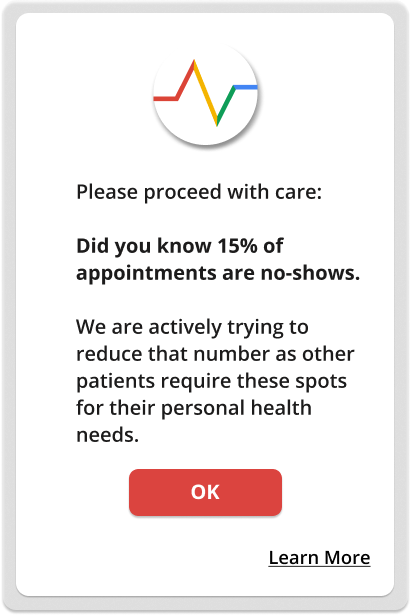 Please proceed with care:
Did you know 15% of
appointments are no-shows.
We are actively trying to
reduce that number as other
patients require these spots
for their personal health
needs.
OK
Learn More